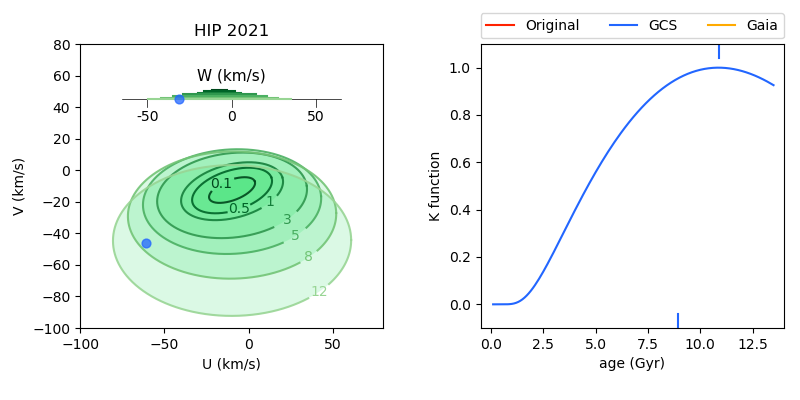 HIP 2021
80
60
40
20
0
−20
−40
−60
−80
−100
V (km/s)
W (km/s)
-50 0 50
0.1
0.5
1
3
5
8
12
−100 −50 0 50
U (km/s)
Original GCS Gaia
1.0
0.8
0.6
0.4
0.2
0.0
K function
0.0 2.5 5.0 7.5 10.0 12.5
age (Gyr)